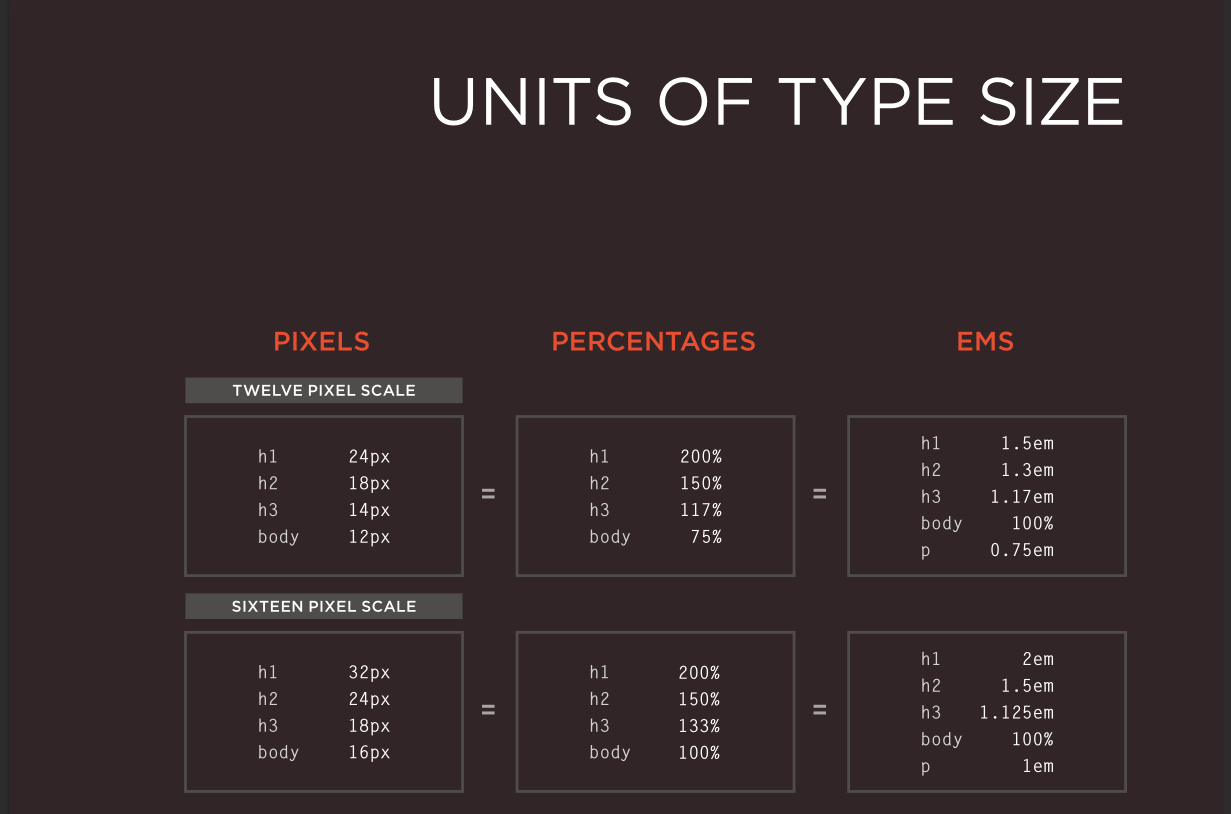 UNITS OF TYPE SIZE
PIXELS PERCENTAGES EMS
TWELVE PIXEL SCALE
h1 24px
h2 18px
h3 14px
body 12px
=
h1 200%
h2 150%
h3 117%
body 75%
=
h1 1.5em
h2 1.3em
h3 1.17em
body 100%
p 0.75em
SIXTEEN PIXEL SCALE
h1 32px
h2 24px
h3 18px
body 16px
=
h1 200%
h2 150%
h3 133%
body 100%
=
h1 2em
h2 1.5em
h3 1.125em
body 100%
p 1em